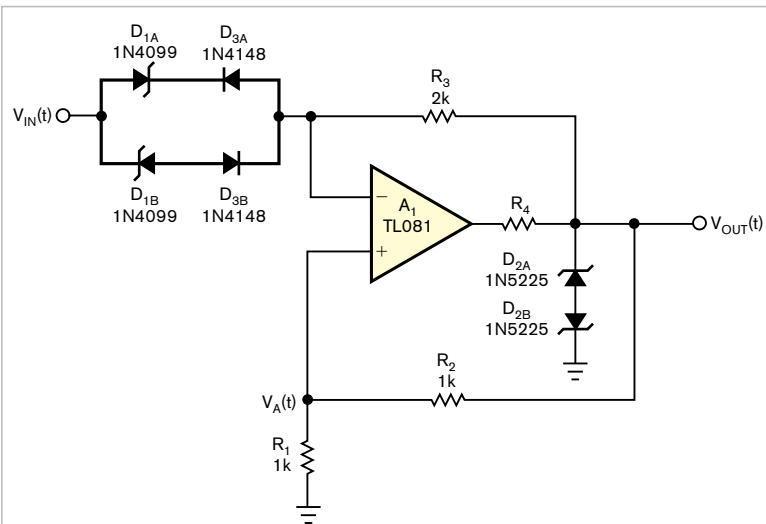 D1A
1N4099
D3A
1N4148
R3
2k
VIN(t)
D1B
1N4099
D3B
1N4148
−
A1
TL081
+
R4
VOUT(t)
D2A
1N5225
D2B
1N5225
R2
1k
VA(t)
R1
1k